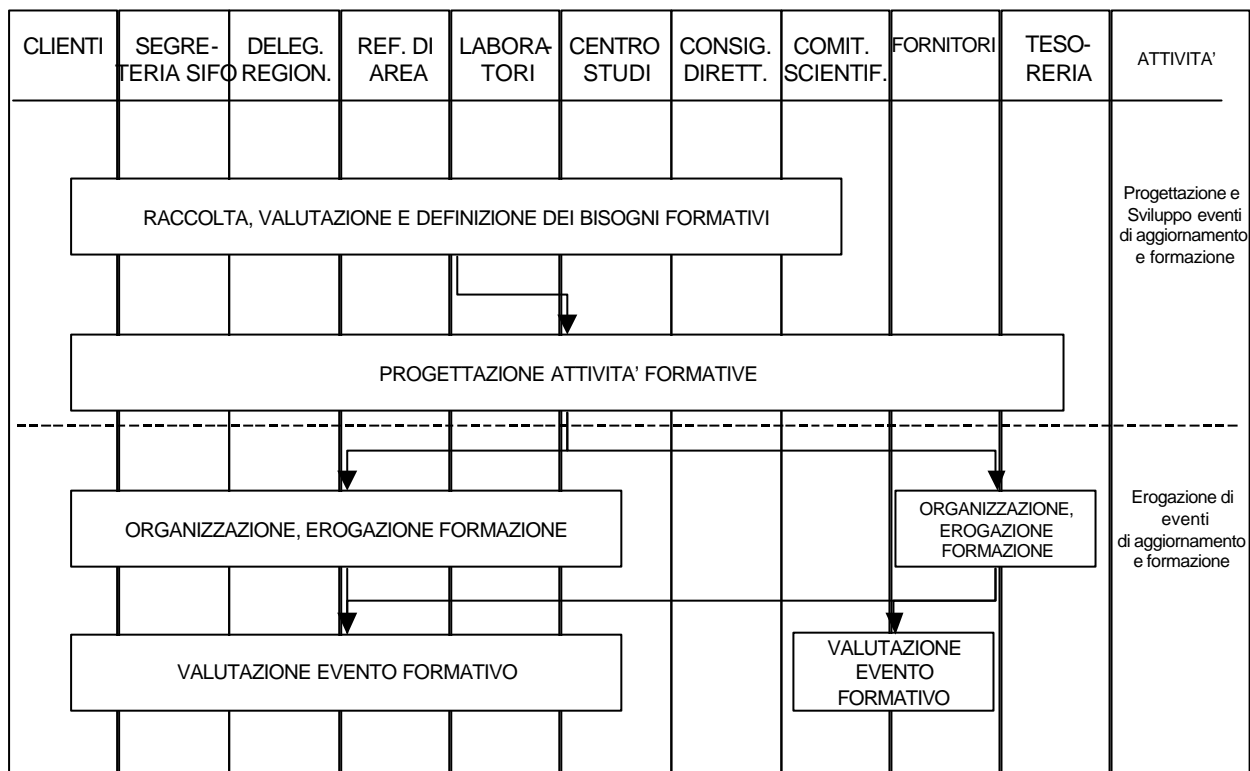 CLIENTI
SEGRE-
TERIA SIFO
DELEG.
REGION.
REF. DI
AREA
LABORA-
TORI
CENTRO
STUDI
CONSIG.
DIRETT.
COMIT.
SCIENTIF.
FORNITORI
TESO-
RERIA
ATTIVITA'
RACCOLTA, VALUTAZIONE E DEFINIZIONE DEI BISOGNI FORMATIVI
Progettazione e
Sviluppo eventi
di aggiornamento
e formazione
PROGETTAZIONE ATTIVITA' FORMATIVE
ORGANIZZAZIONE, EROGAZIONE FORMAZIONE
ORGANIZZAZIONE,
EROGAZIONE
FORMAZIONE
Erogazione di
eventi
di aggiornamento
e formazione
VALUTAZIONE EVENTO FORMATIVO
VALUTAZIONE
EVENTO
FORMATIVO